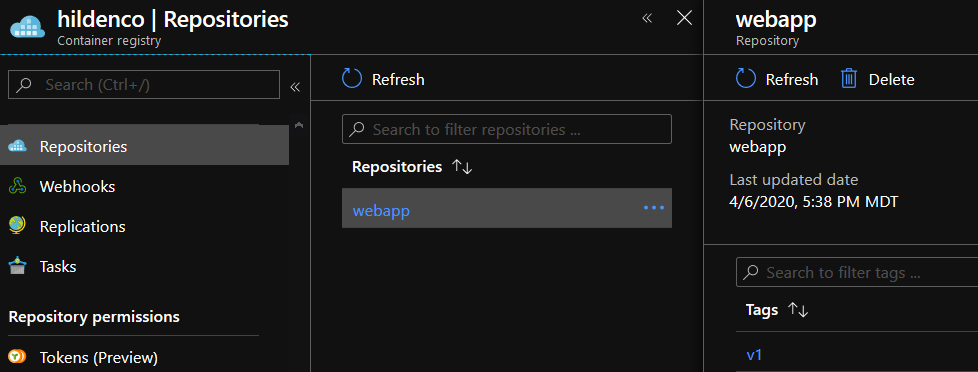 hildenco | Repositories
Container registry
«
Search (Ctrl+/)
«
Repositories
Webhooks
Replications
Tasks
Repository permissions
Tokens (Preview)
Refresh
Search to filter repositories ...
Repositories ↑↓
webapp
...
webapp
Repository
Refresh
Delete
Repository
webapp
Last updated date
4/6/2020, 5:38 PM MDT
Search to filter tags ...
Tags ↑↓
v1